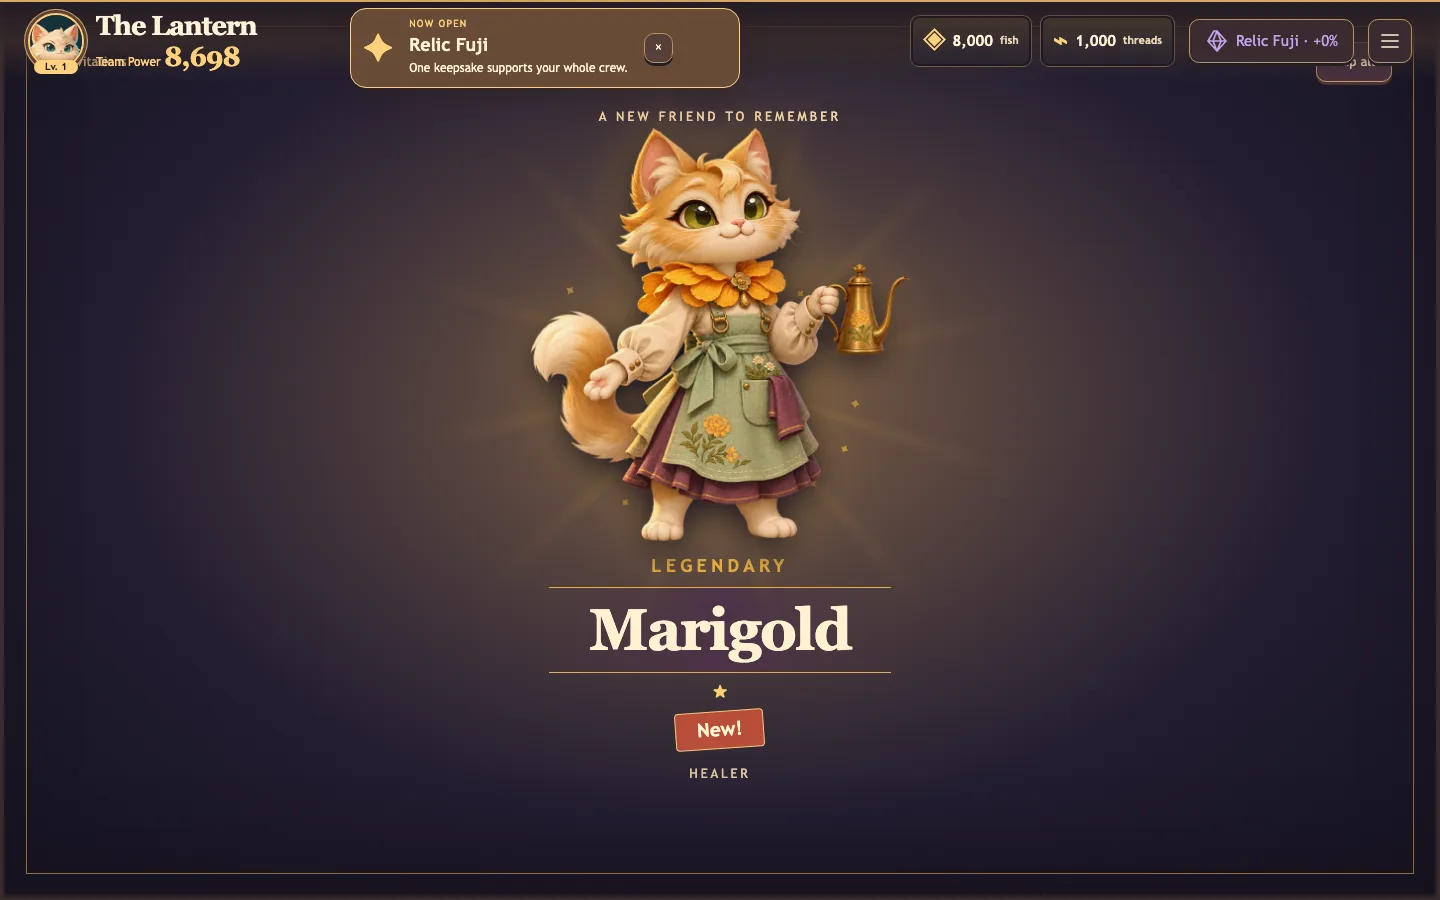 The Lantern
Team Power 8,698
Lv. 1
NOW OPEN
Relic Fuji
One keepsake supports your whole crew.
×
8,000 fish
1,000 threads
Relic Fuji · +0%
A NEW FRIEND TO REMEMBER
LEGENDARY
Marigold
New!
HEALER